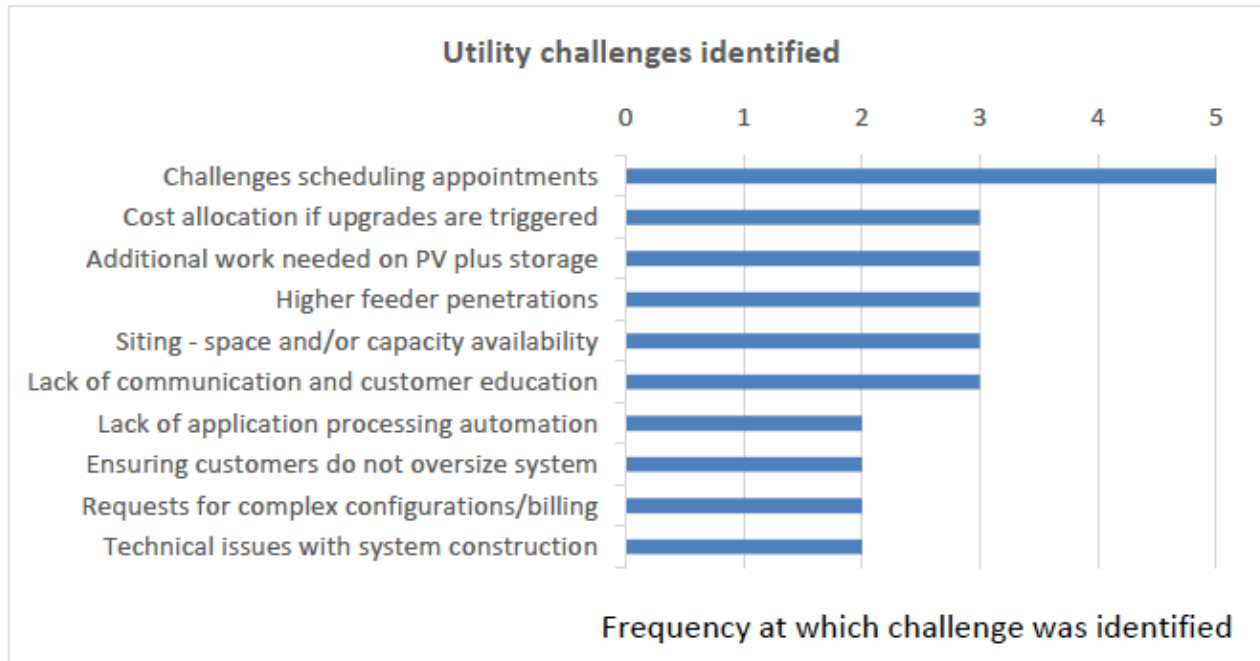 Utility challenges identified
0 1 2 3 4 5
Challenges scheduling appointments
Cost allocation if upgrades are triggered
Additional work needed on PV plus storage
Higher feeder penetrations
Siting - space and/or capacity availability
Lack of communication and customer education
Lack of application processing automation
Ensuring customers do not oversize system
Requests for complex configurations/billing
Technical issues with system construction
Frequency at which challenge was identified